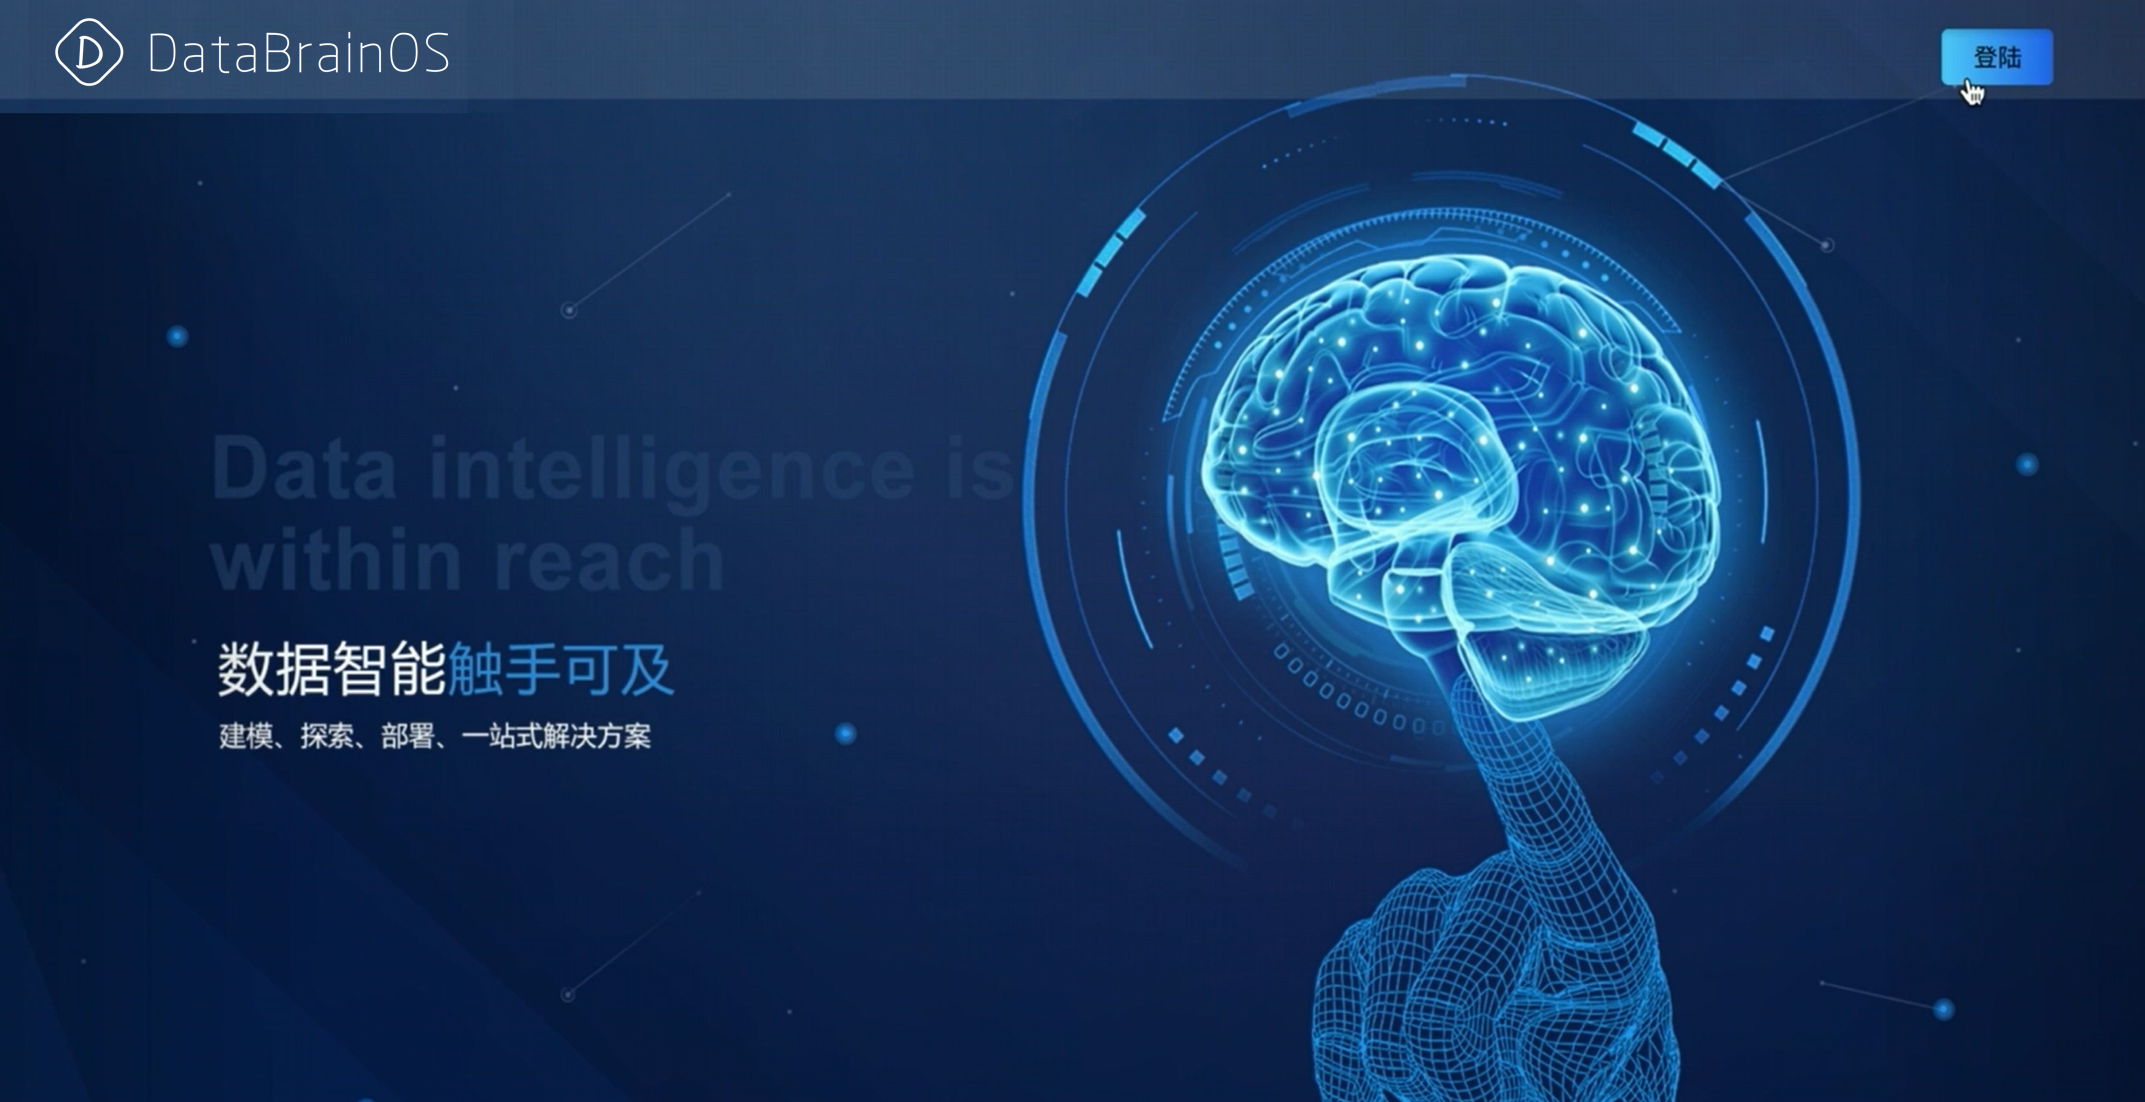 DataBrainOS
登陆
Data intelligence is
within reach
数据智能触手可及
建模、探索、部署、一站式解决方案